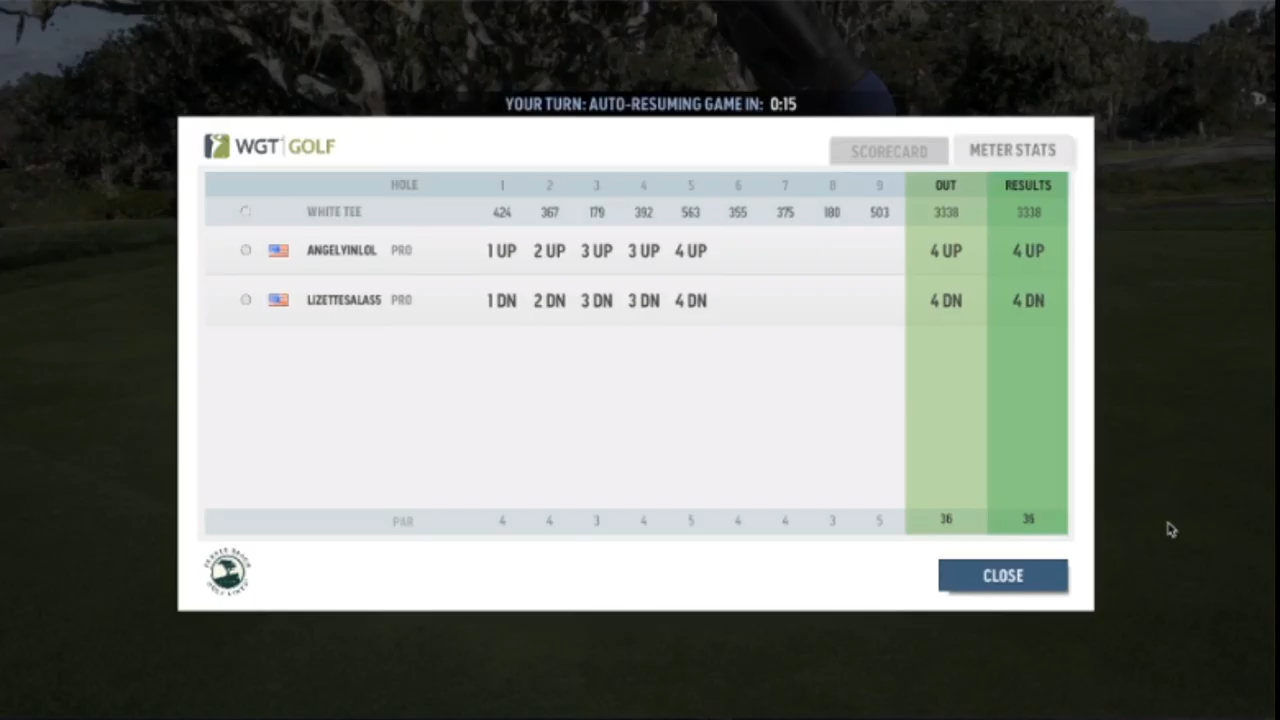 YOUR TURN: AUTO-RESUMING GAME IN: 0:15
WGT GOLF
SCORECARD METER STATS
HOLE 1 2 3 4 5 6 7 8 9 OUT RESULTS
WHITE TEE 424 367 179 392 563 355 375 180 503 3338 3338
ANGELYINLOL PRO 1 UP 2 UP 3 UP 3 UP 4 UP 4 UP 4 UP
LIZETTESALAS5 PRO 1 DN 2 DN 3 DN 3 DN 4 DN 4 DN 4 DN
PAR 4 4 3 4 5 4 4 3 5 36 36
CLOSE